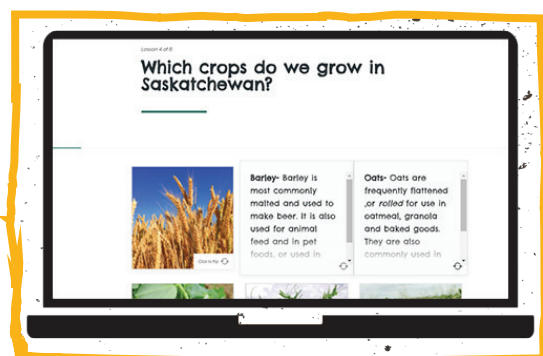 Lesson 4 of 8
Which crops do we grow in
Saskatchewan?
Click to flip
Barley- Barley is
most commonly
malted and used to
make beer. It is also
used for animal
feed and in pet
foods, or used in
Oats- Oats are
frequently flattened
,or rolled for use in
oatmeal, granola
and baked goods.
They are also
commonly used in